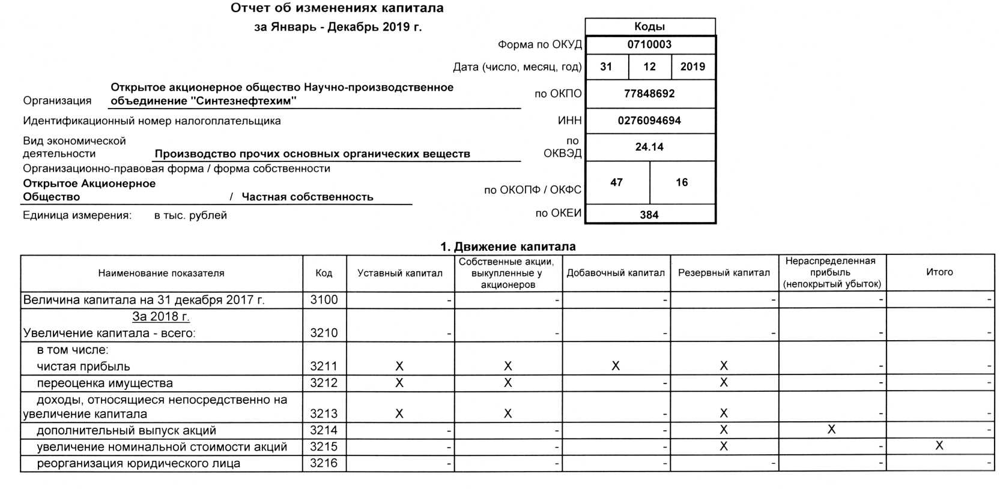 Отчет об изменениях капитала
за Январь - Декабрь 2019 г.
Коды
Форма по ОКУД 0710003
Дата (число, месяц, год) 31 12 2019
Открытое акционерное общество Научно-производственное
Организация объединение "Синтезнефтехим" по ОКПО 77848692
Идентификационный номер налогоплательщика ИНН 0276094694
Вид экономической по
деятельности Производство прочих основных органических веществ ОКВЭД 24.14
Организационно-правовая форма / форма собственности
Открытое Акционерное
Общество / Частная собственность по ОКОПФ / ОКФС 47 16
Единица измерения: в тыс. рублей по ОКЕИ 384
1. Движение капитала
Наименование показателя Код Уставный капитал Собственные акции, выкупленные у акционеров Добавочный капитал Резервный капитал Нераспределенная прибыль (непокрытый убыток) Итого
Величина капитала на 31 декабря 2017 г. 3100 - - - - - -
За 2018 г.
Увеличение капитала - всего: 3210 - - - - - -
в том числе:
чистая прибыль 3211 X X X X - -
переоценка имущества 3212 X X - X - -
доходы, относящиеся непосредственно на
увеличение капитала 3213 X X - X - -
дополнительный выпуск акций 3214 - - - X X -
увеличение номинальной стоимости акций 3215 - - - X - X
реорганизация юридического лица 3216 - - - - - -